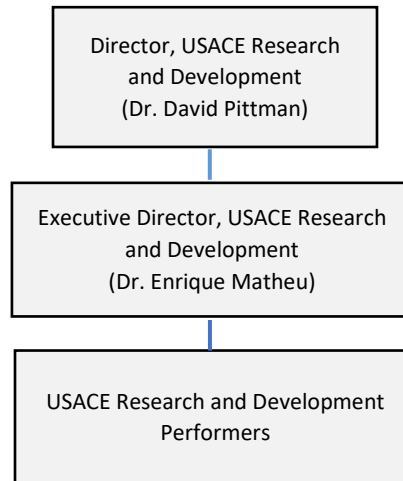 Director, USACE Research
and Development
(Dr. David Pittman)
Executive Director, USACE Research
and Development
(Dr. Enrique Matheu)
USACE Research and Development
Performers